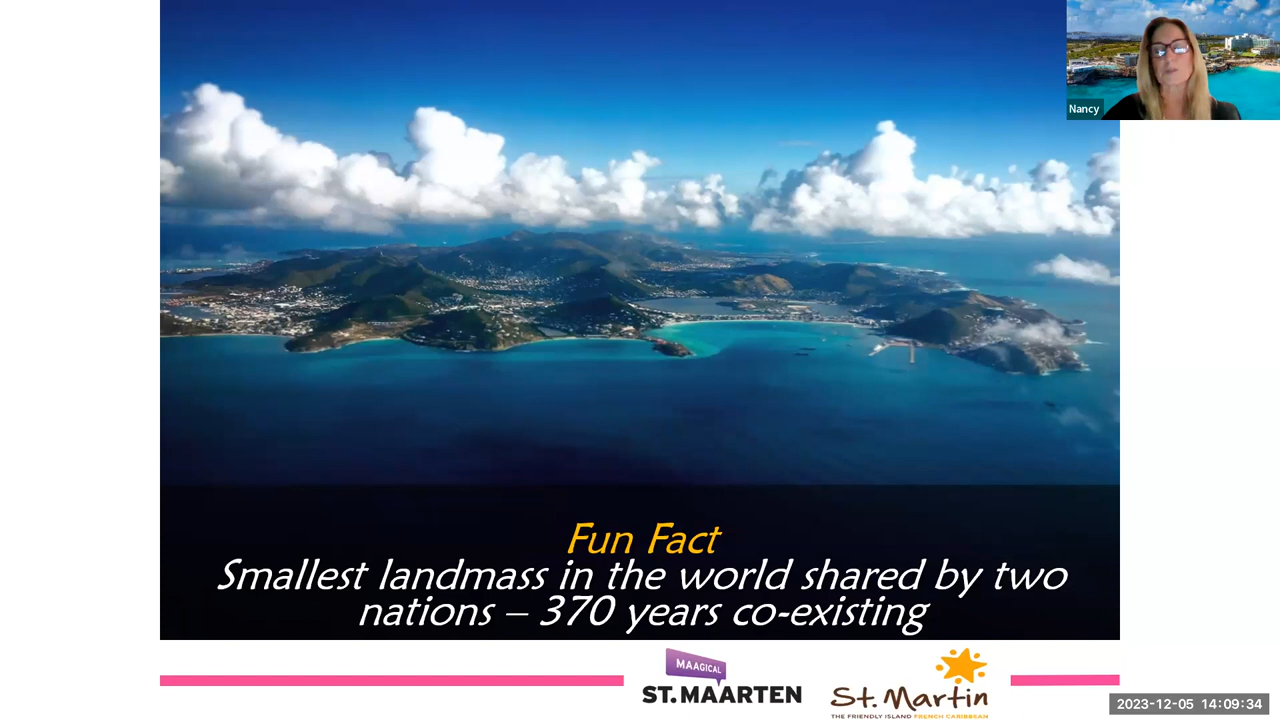 Nancy
Fun Fact
Smallest landmass in the world shared by two
nations – 370 years co-existing
MAAGICAL
ST.MAARTEN
St. Martin
THE FRIENDLY ISLAND FRENCH CARIBBEAN
2023-12-05 14:09:34